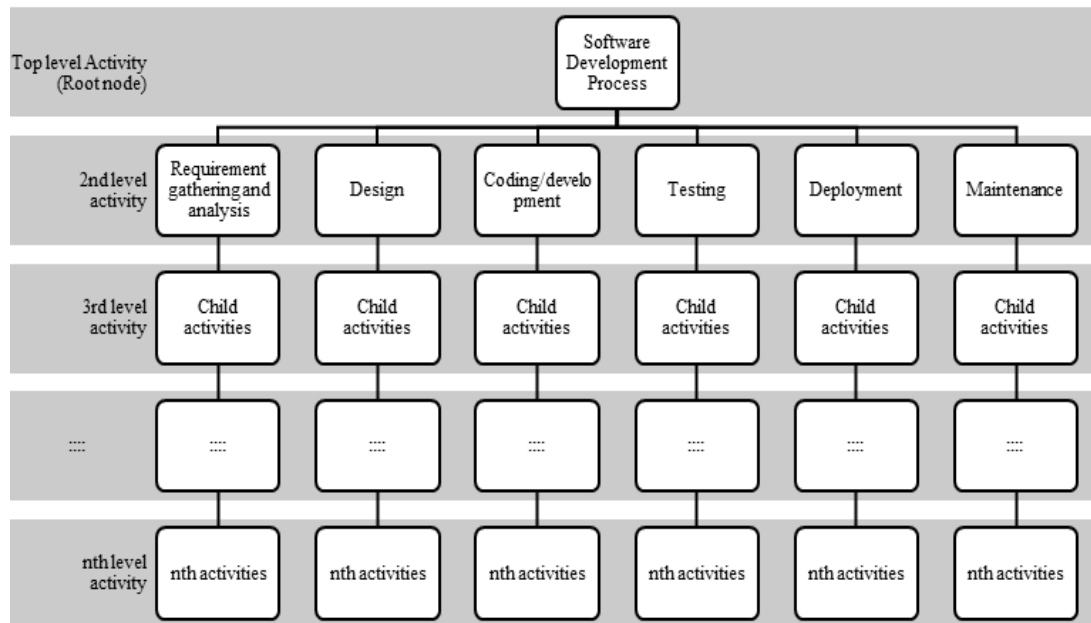 Top level Activity
(Root node)
Software
Development
Process
2nd level
activity
Requirement
gathering and
analysis
Design
Coding/develo
pment
Testing
Deployment
Maintenance
3rd level
activity
Child
activities
Child
activities
Child
activities
Child
activities
Child
activities
Child
activities
::::
::::
::::
::::
::::
::::
::::
nth level
activity
nth activities
nth activities
nth activities
nth activities
nth activities
nth activities